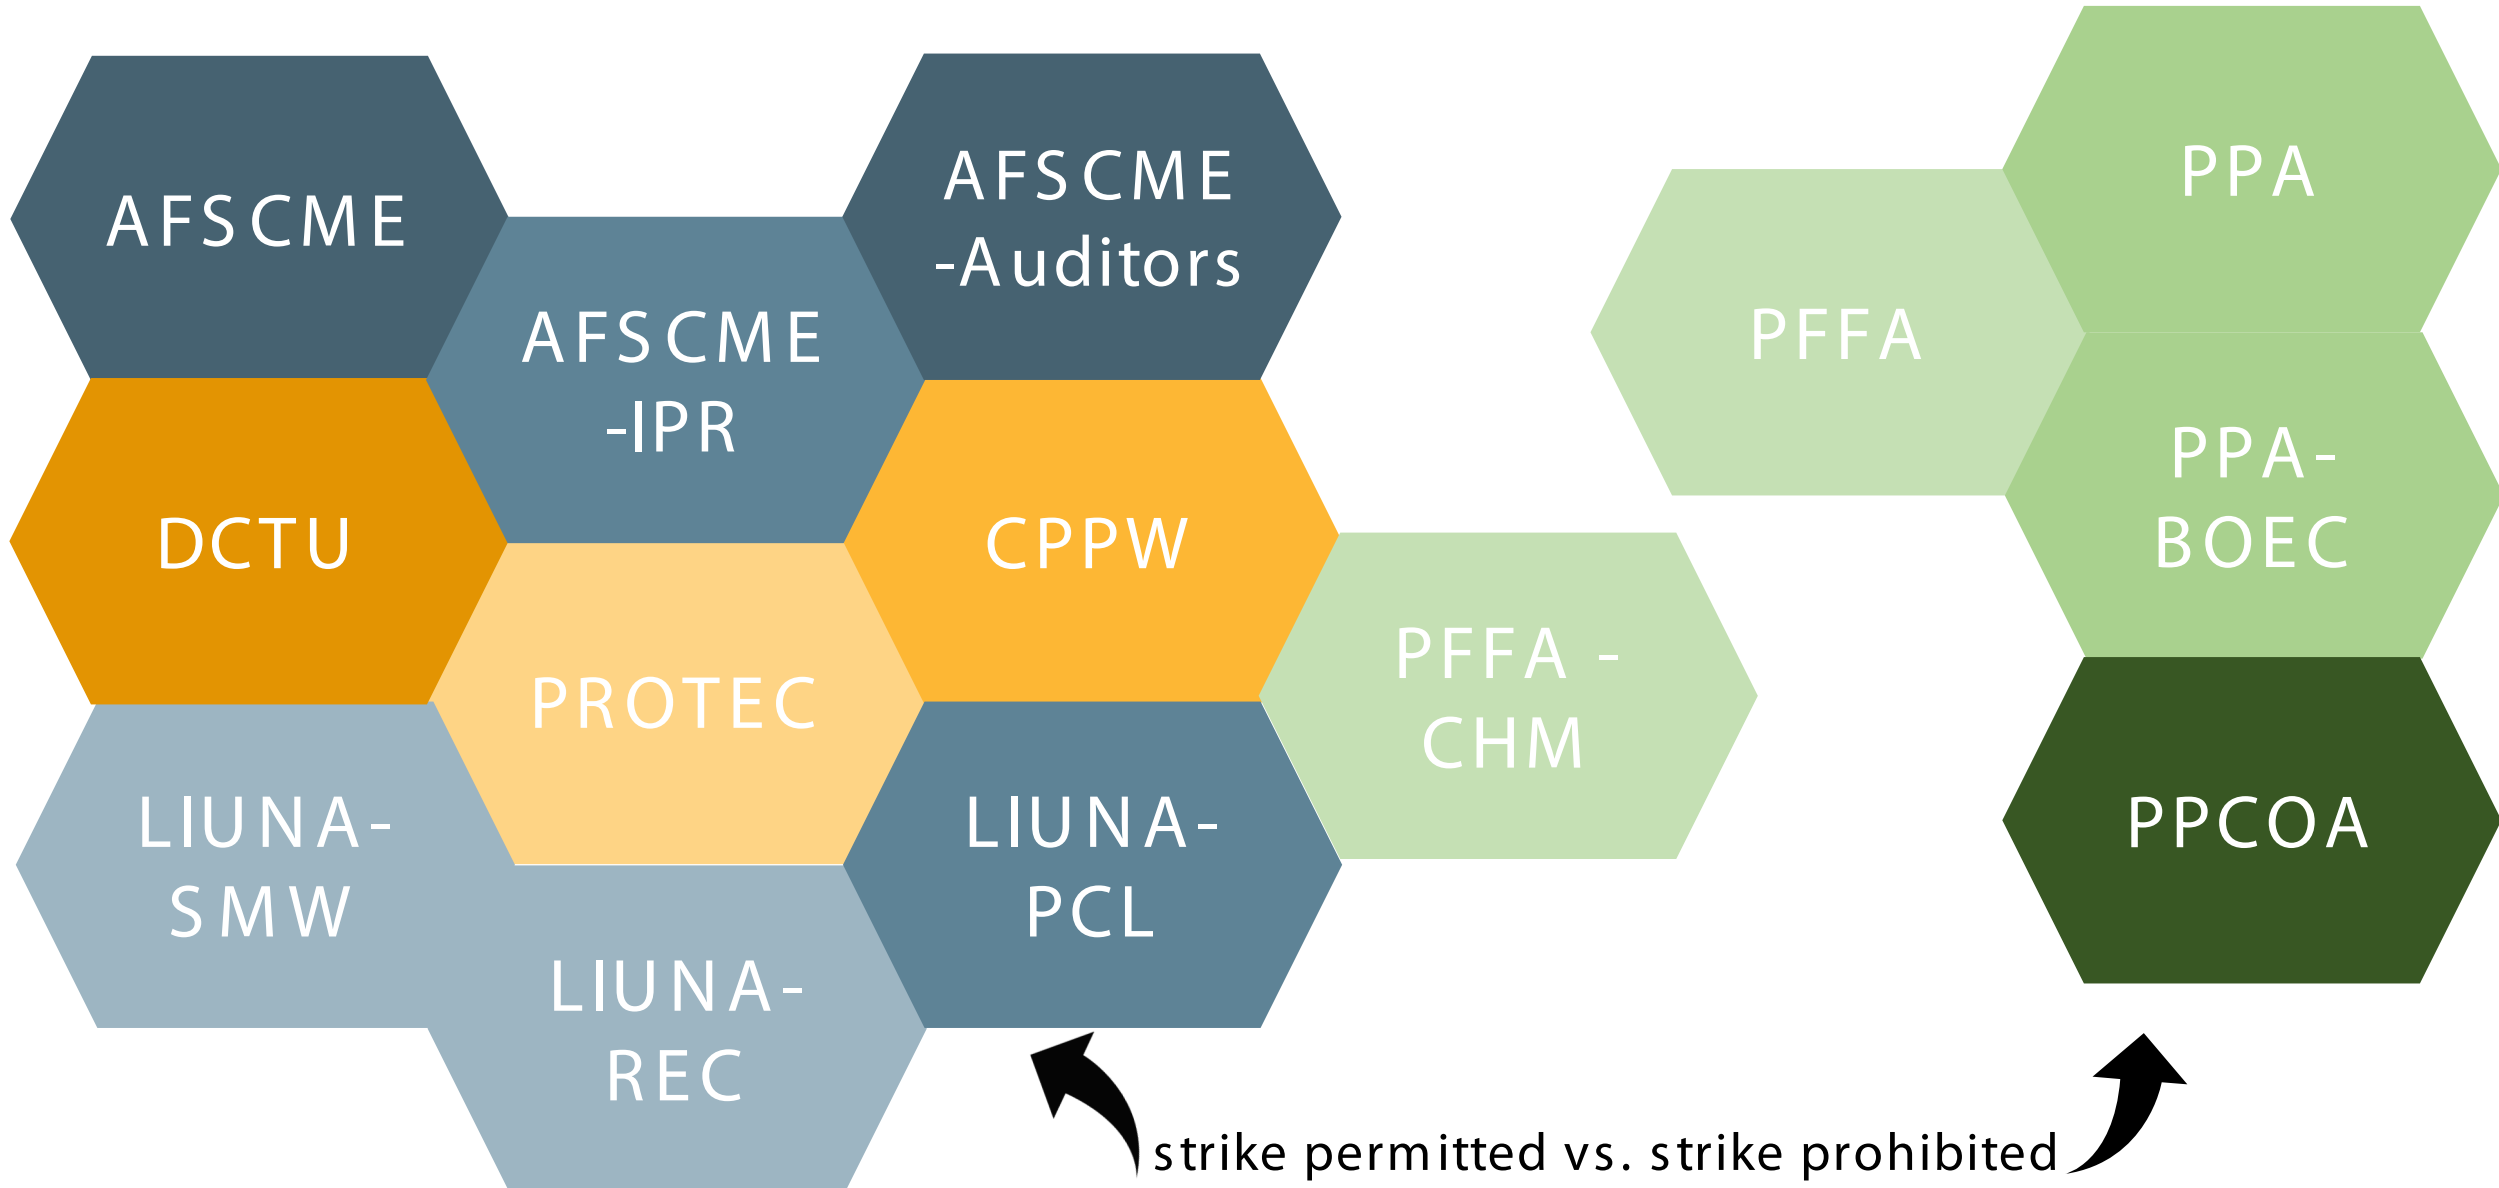 AFSCME
AFSCME
-IPR
AFSCME
-Auditors
DCTU
CPPW
PROTEC
LIUNA-
SMW
LIUNA-
REC
LIUNA-
PCL
PFFA -
CHM
PFFA
PPA
PPA-
BOEC
PPCOA
strike permitted vs. strike prohibited